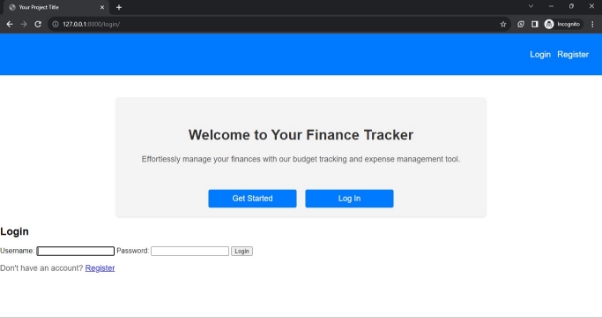 Your Project Title
127.0.0.1:8000/login/
Incognito
Login Register
Welcome to Your Finance Tracker
Effortlessly manage your finances with our budget tracking and expense management tool.
Get Started Log In
Login
Username: Password: Login
Don't have an account? Register